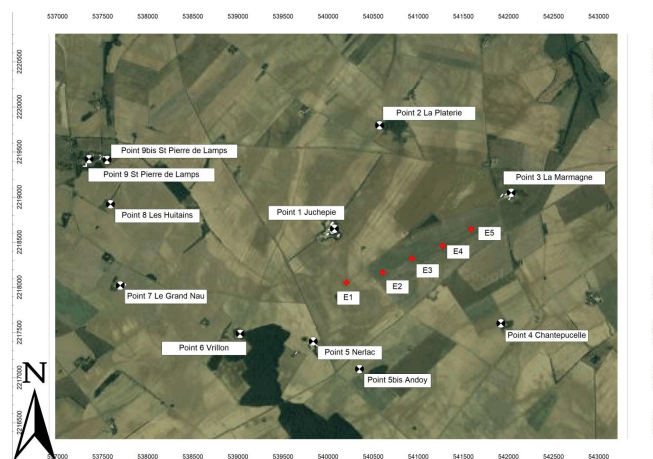 537000 537500 538000 538500 539000 539500 540000 540500 541000 541500 542000 542500 543000
2220500
2220000
2219500
2219000
2218500
2218000
2217500
2217000
2216500
Point 2 La Platerie
Point 9bis St Pierre de Lamps
Point 9 St Pierre de Lamps
Point 3 La Marmagne
Point 8 Les Huitains
Point 1 Juchepie
E5
E4
E3
E2
E1
Point 7 Le Grand Nau
Point 4 Chantepucelle
Point 6 Vrillon
Point 5 Nerlac
Point 5bis Andoy
N
537000 537500 538000 538500 539000 539500 540000 540500 541000 541500 542000 542500 543000